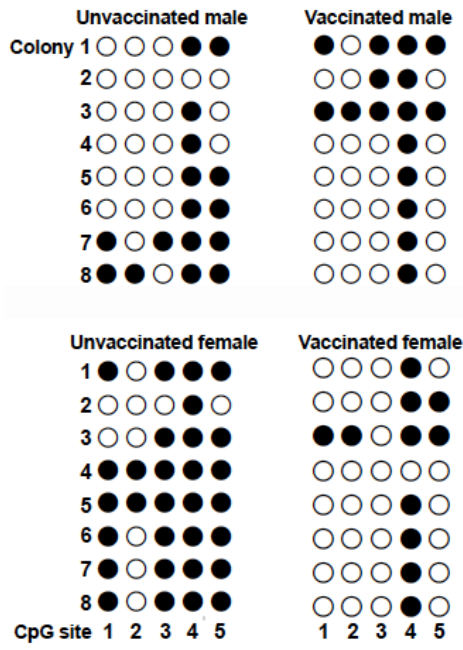 Unvaccinated male
Vaccinated male
Colony 1
2
3
4
5
6
7
8
Unvaccinated female
Vaccinated female
1
2
3
4
5
6
7
8
CpG site 1 2 3 4 5
1 2 3 4 5